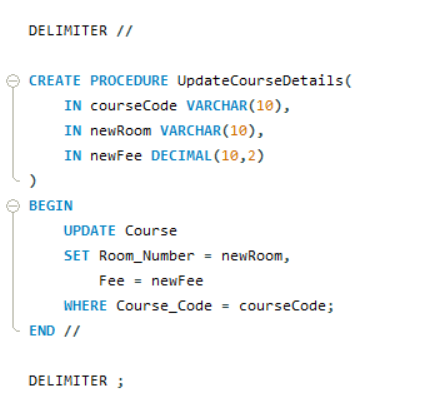 DELIMITER //
CREATE PROCEDURE UpdateCourseDetails(
    IN courseCode VARCHAR(10),
    IN newRoom VARCHAR(10),
    IN newFee DECIMAL(10,2)
)
BEGIN
    UPDATE Course
    SET Room_Number = newRoom,
        Fee = newFee
    WHERE Course_Code = courseCode;
END //
DELIMITER ;